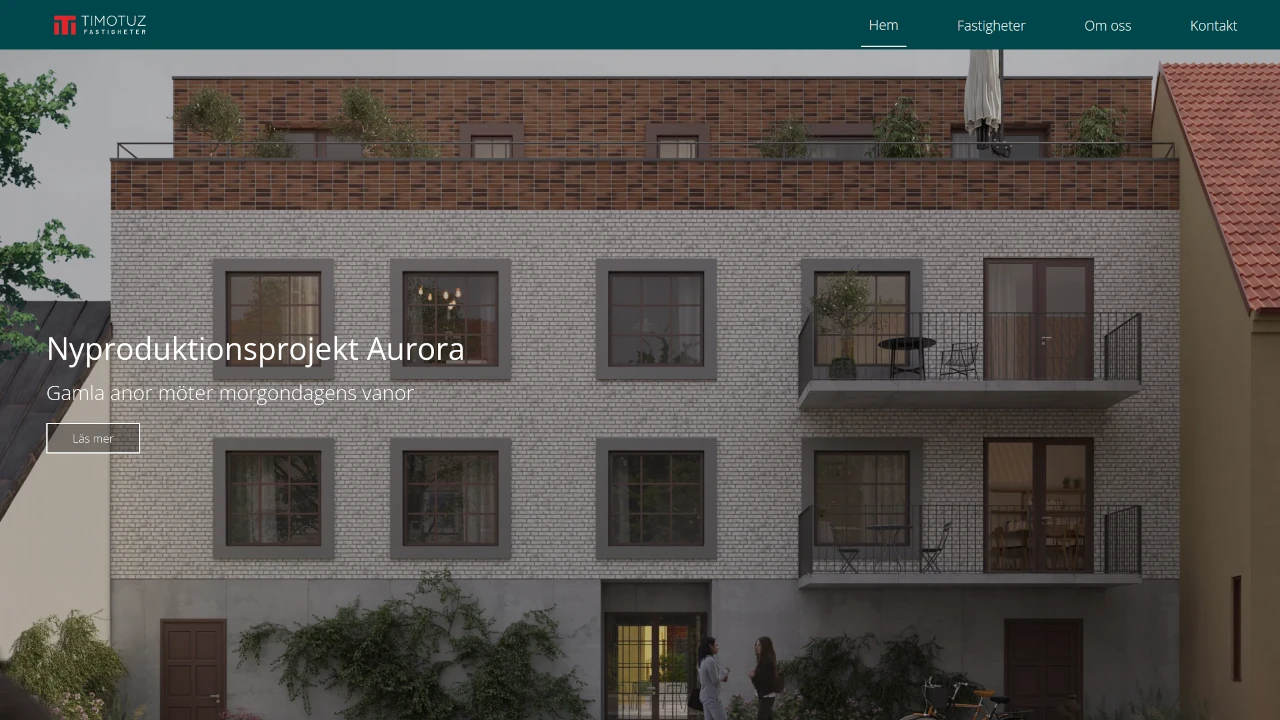 TIMOTUZ
FASTIGHETER
Hem
Fastigheter
Om oss
Kontakt
Nyproduktionsprojekt Aurora
Gamla anor möter morgondagens vanor
Läs mer